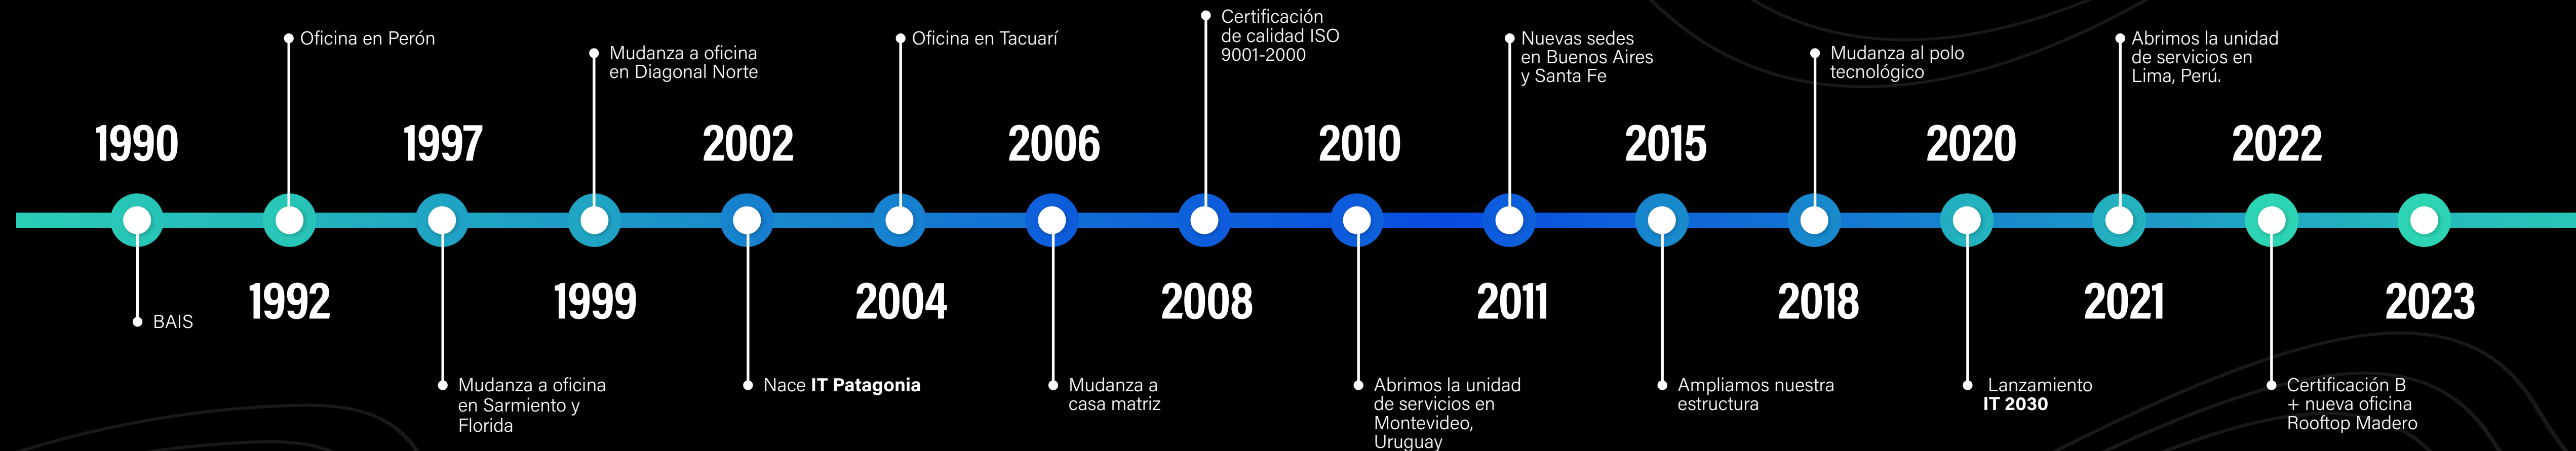 1990
BAIS
1992
Oficina en Perón
1997
Mudanza a oficina
en Sarmiento y
Florida
1999
Mudanza a oficina
en Diagonal Norte
2002
Nace IT Patagonia
2004
Oficina en Tacuarí
2006
Mudanza a
casa matriz
2008
Certificación
de calidad ISO
9001-2000
2010
Abrimos la unidad
de servicios en
Montevideo,
Uruguay
2011
Nuevas sedes
en Buenos Aires
y Santa Fe
2015
Ampliamos nuestra
estructura
2018
Mudanza al polo
tecnológico
2020
Lanzamiento
IT 2030
2021
Abrimos la unidad
de servicios en
Lima, Perú.
2022
Certificación B
+ nueva oficina
Rooftop Madero
2023